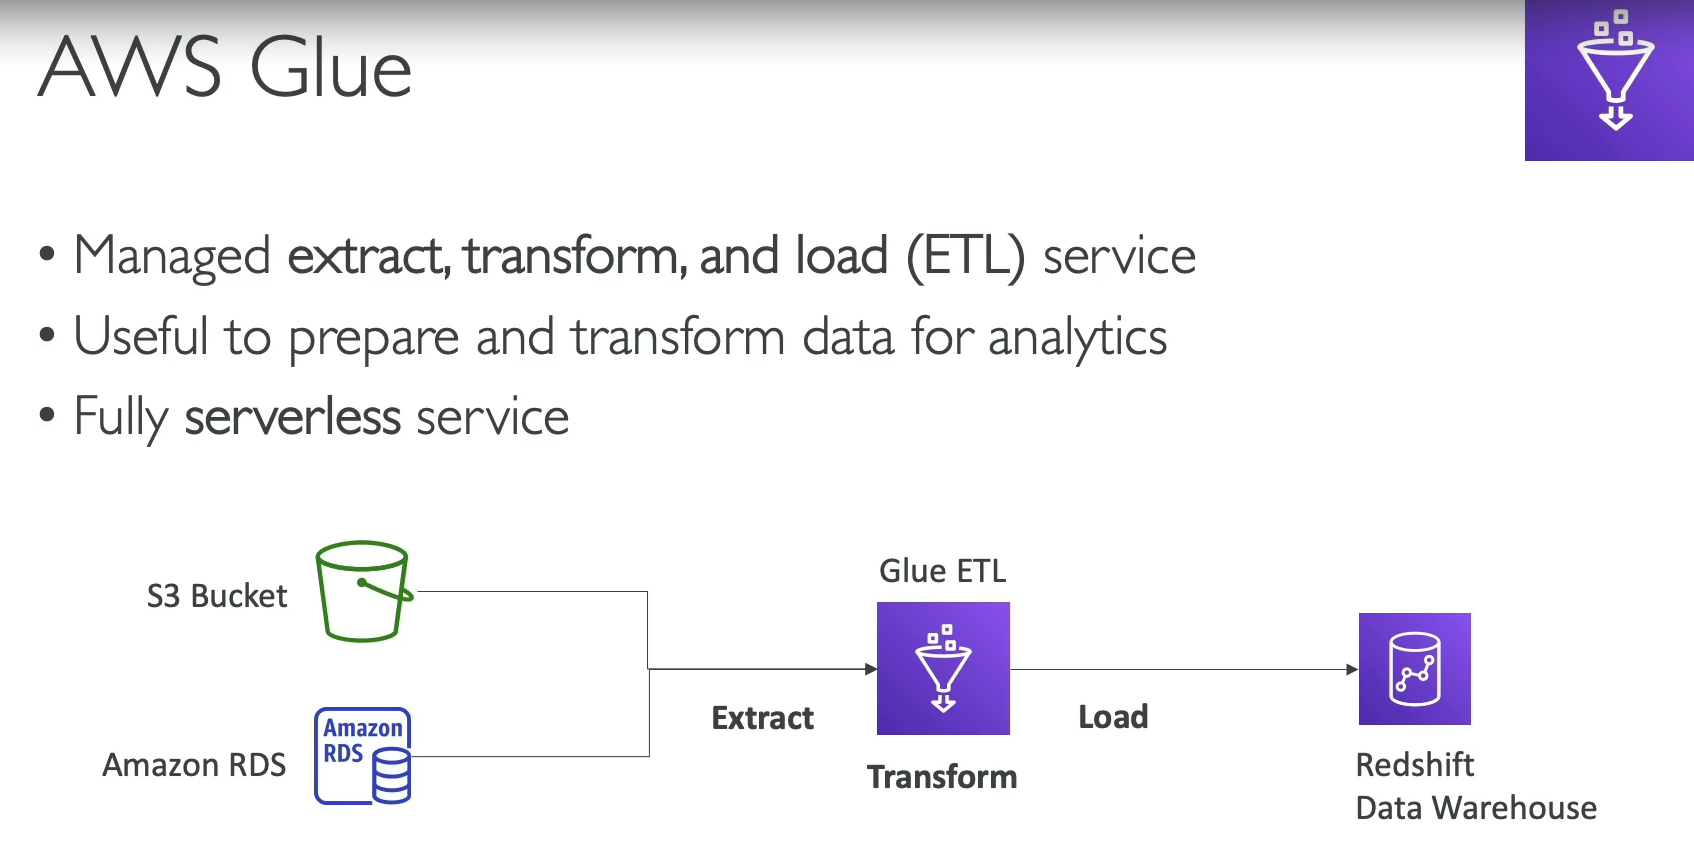 AWS Glue
• Managed extract, transform, and load (ETL) service
• Useful to prepare and transform data for analytics
• Fully serverless service
S3 Bucket
Glue ETL
Amazon
RDS
Amazon RDS
Extract
Load
Transform
Redshift
Data Warehouse